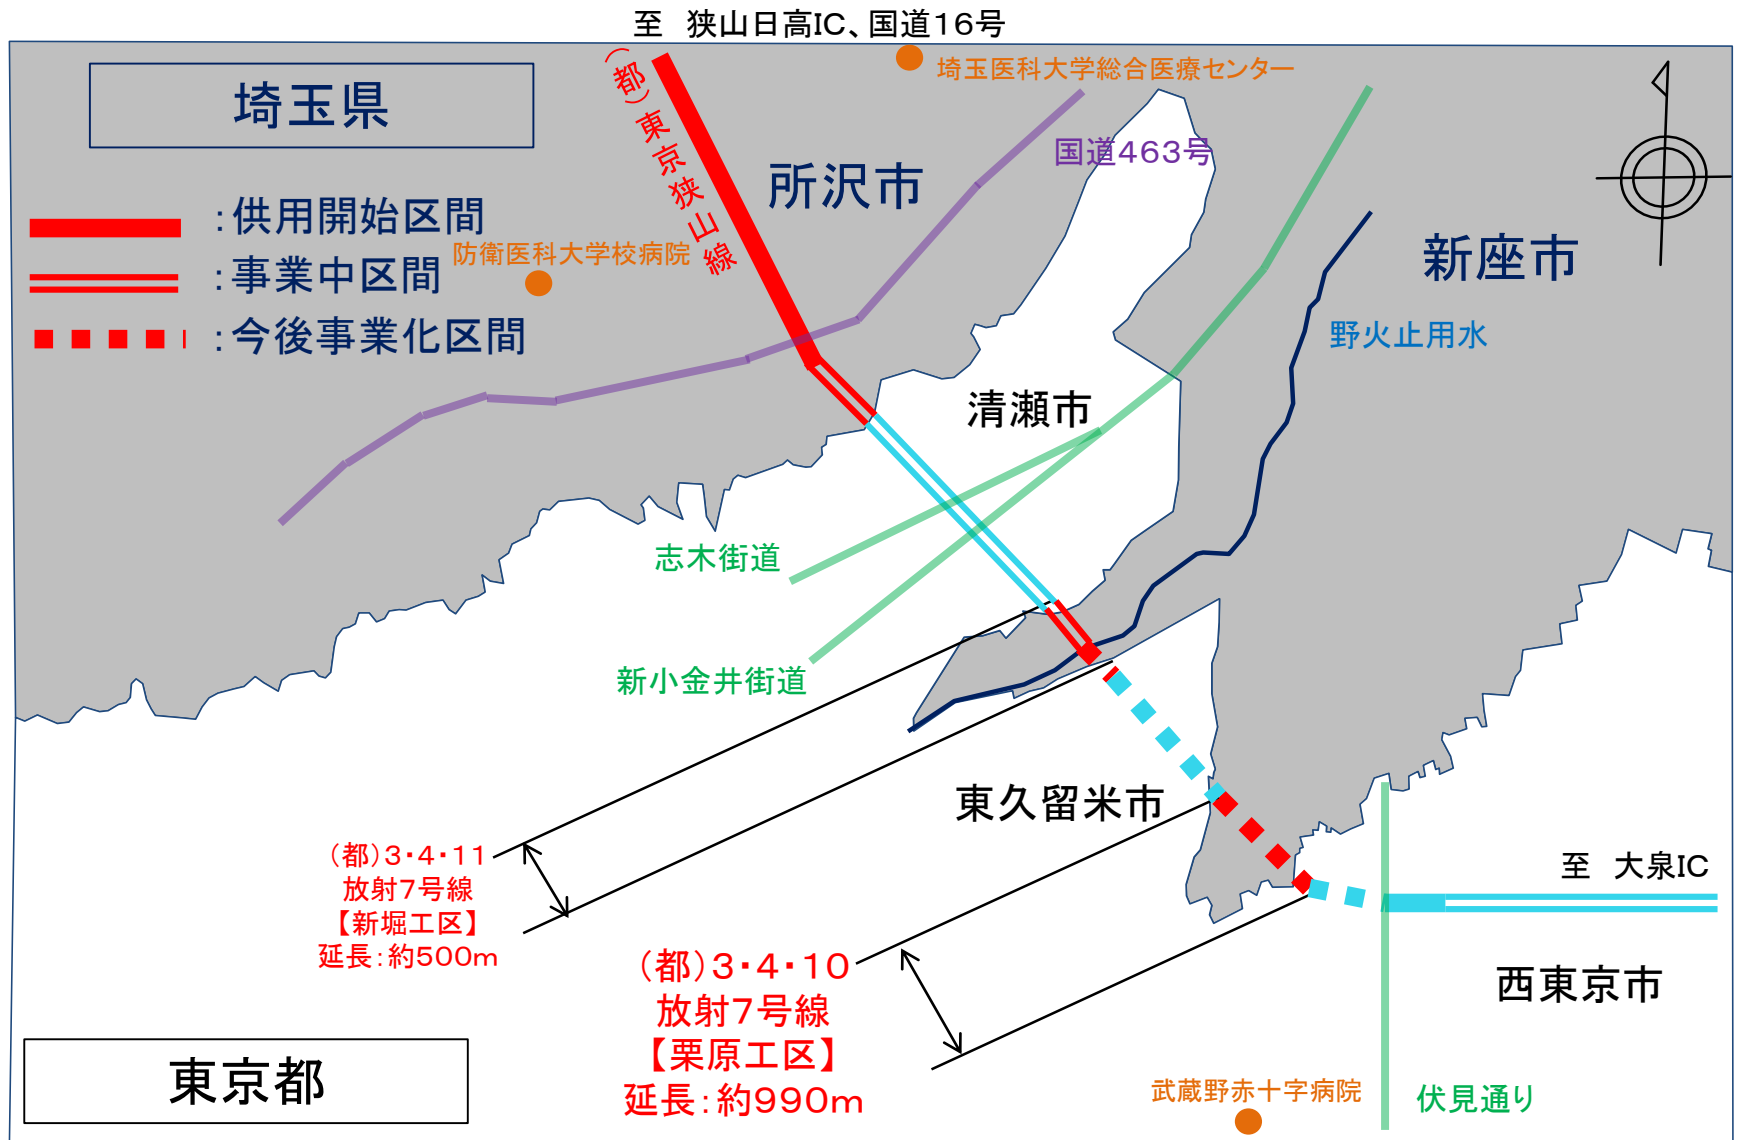 至　狭山日高IC、国道16号
埼玉医科大学総合医療センター
埼玉県
(都)東京狭山線
国道463号
所沢市
：供用開始区間
新座市
防衛医科大学校病院
：事業中区間
：今後事業化区間
野火止用水
清瀬市
志木街道
新小金井街道
東久留米市
(都)3・4・11
放射7号線
【新堀工区】
延長：約500m
至　大泉IC
(都)3・4・10
放射7号線
【栗原工区】
延長：約990m
西東京市
東京都
武蔵野赤十字病院
伏見通り